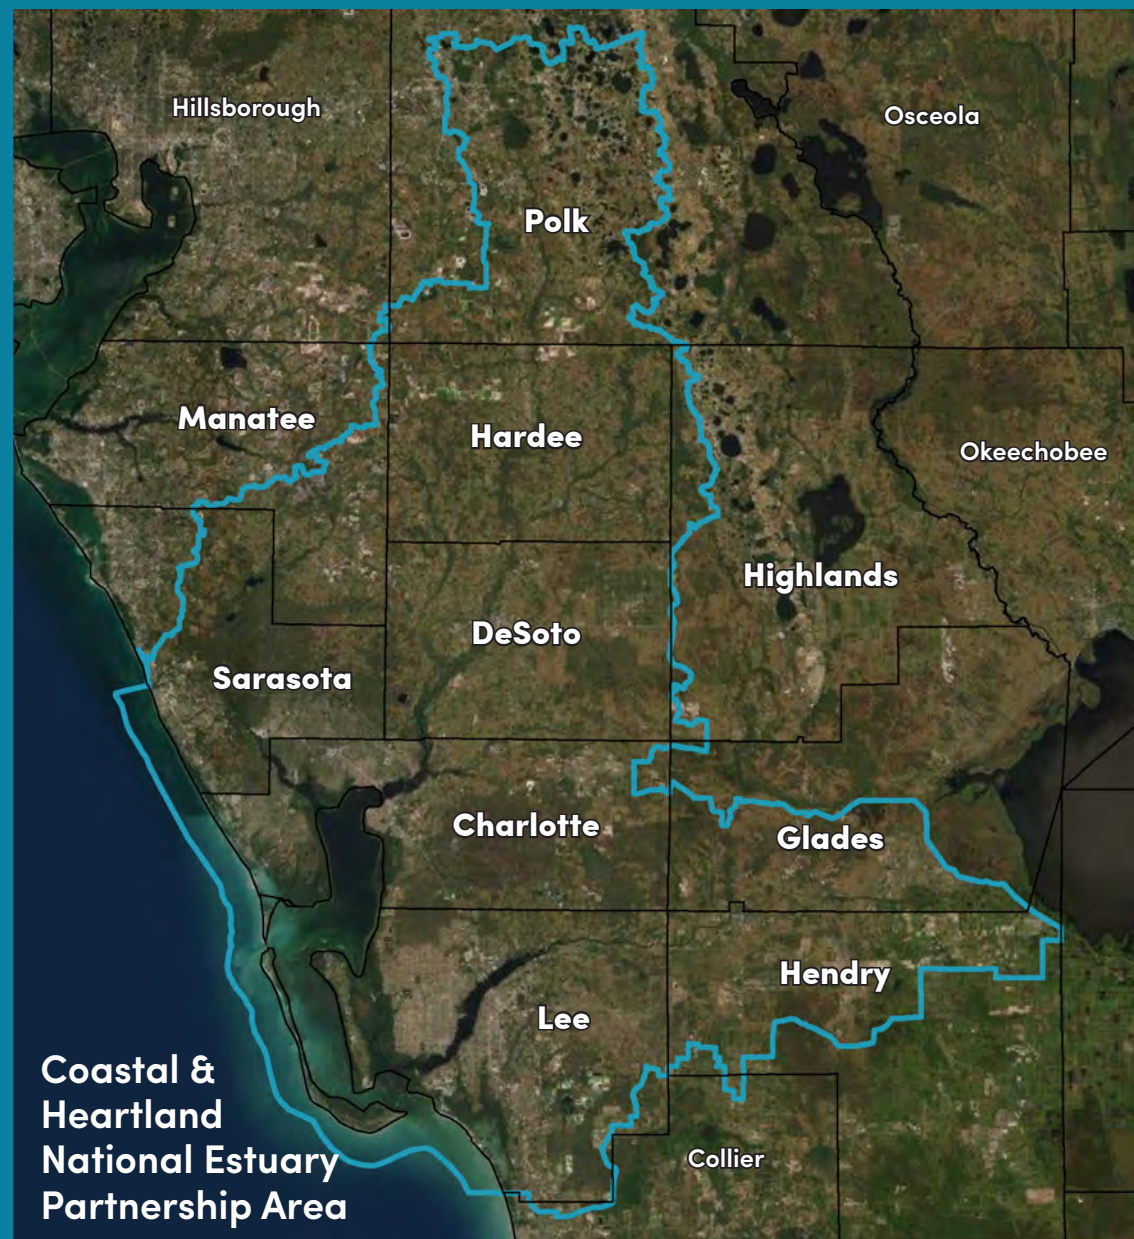 Hillsborough
Osceola
Polk
Manatee
Hardee
Okeechobee
Highlands
DeSoto
Sarasota
Charlotte
Glades
Hendry
Lee
Collier
Coastal &
Heartland
National Estuary
Partnership Area